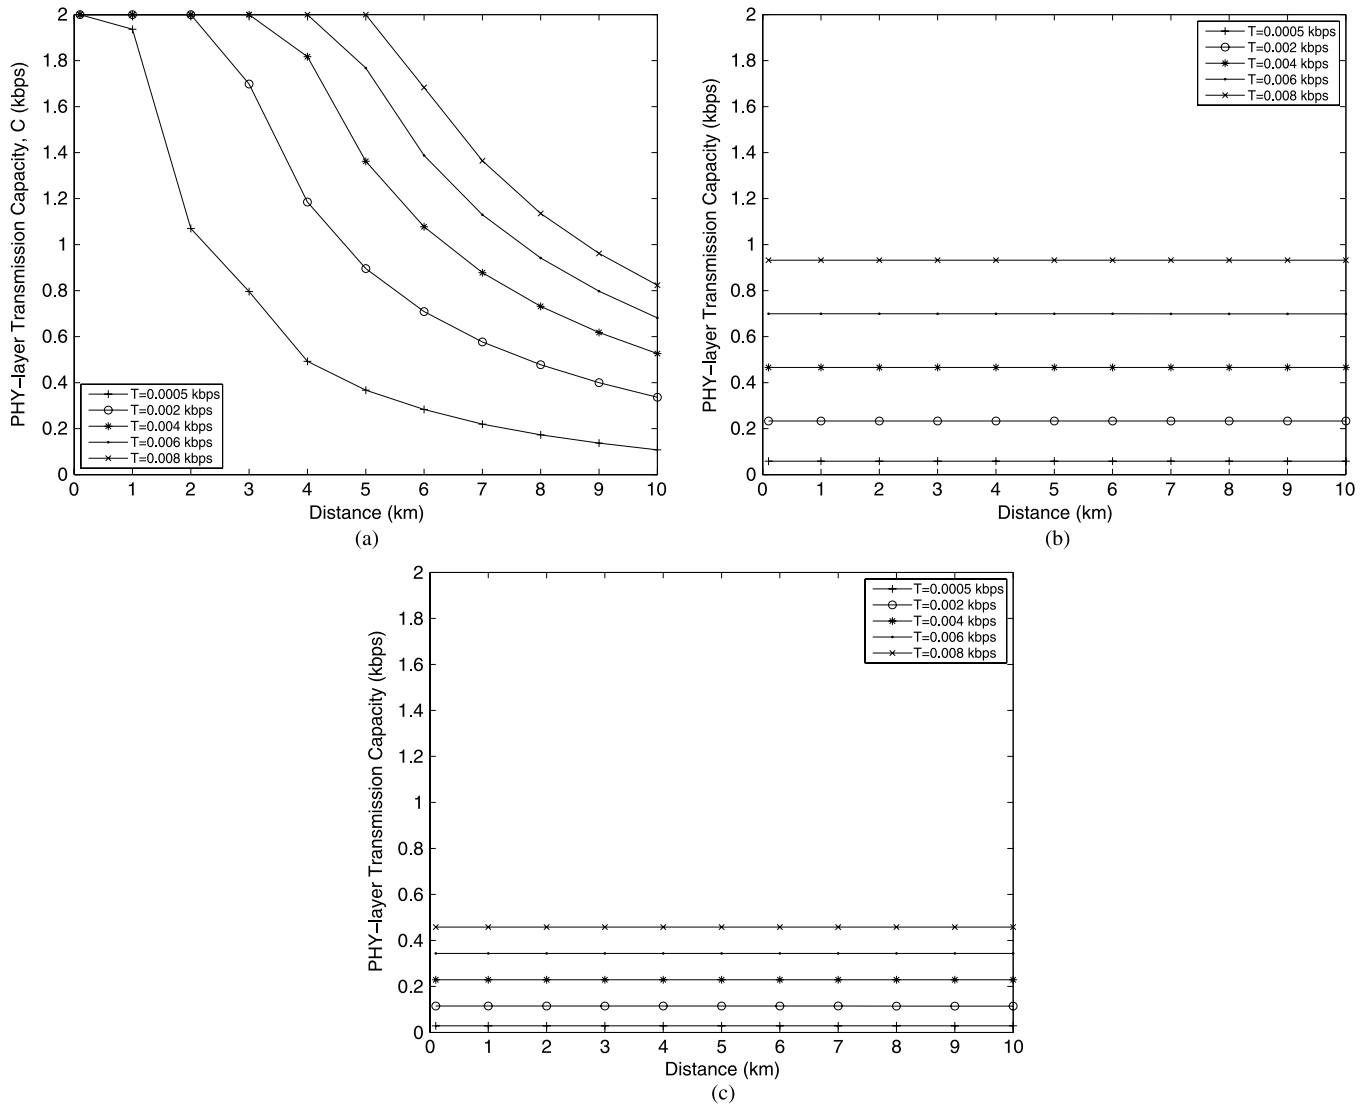 PHY-layer Transmission Capacity, C (kbps)
2
1.8
1.6
1.4
1.2
1
0.8
0.6
0.4
0.2
0
T=0.0005 kbps
T=0.002 kbps
T=0.004 kbps
T=0.006 kbps
T=0.008 kbps
0 1 2 3 4 5 6 7 8 9 10
Distance (km)
(a)
PHY-layer Transmission Capacity (kbps)
2
1.8
1.6
1.4
1.2
1
0.8
0.6
0.4
0.2
0
T=0.0005 kbps
T=0.002 kbps
T=0.004 kbps
T=0.006 kbps
T=0.008 kbps
0 1 2 3 4 5 6 7 8 9 10
Distance (km)
(b)
PHY-layer Transmission Capacity (kbps)
2
1.8
1.6
1.4
1.2
1
0.8
0.6
0.4
0.2
0
T=0.0005 kbps
T=0.002 kbps
T=0.004 kbps
T=0.006 kbps
T=0.008 kbps
0 1 2 3 4 5 6 7 8 9 10
Distance (km)
(c)